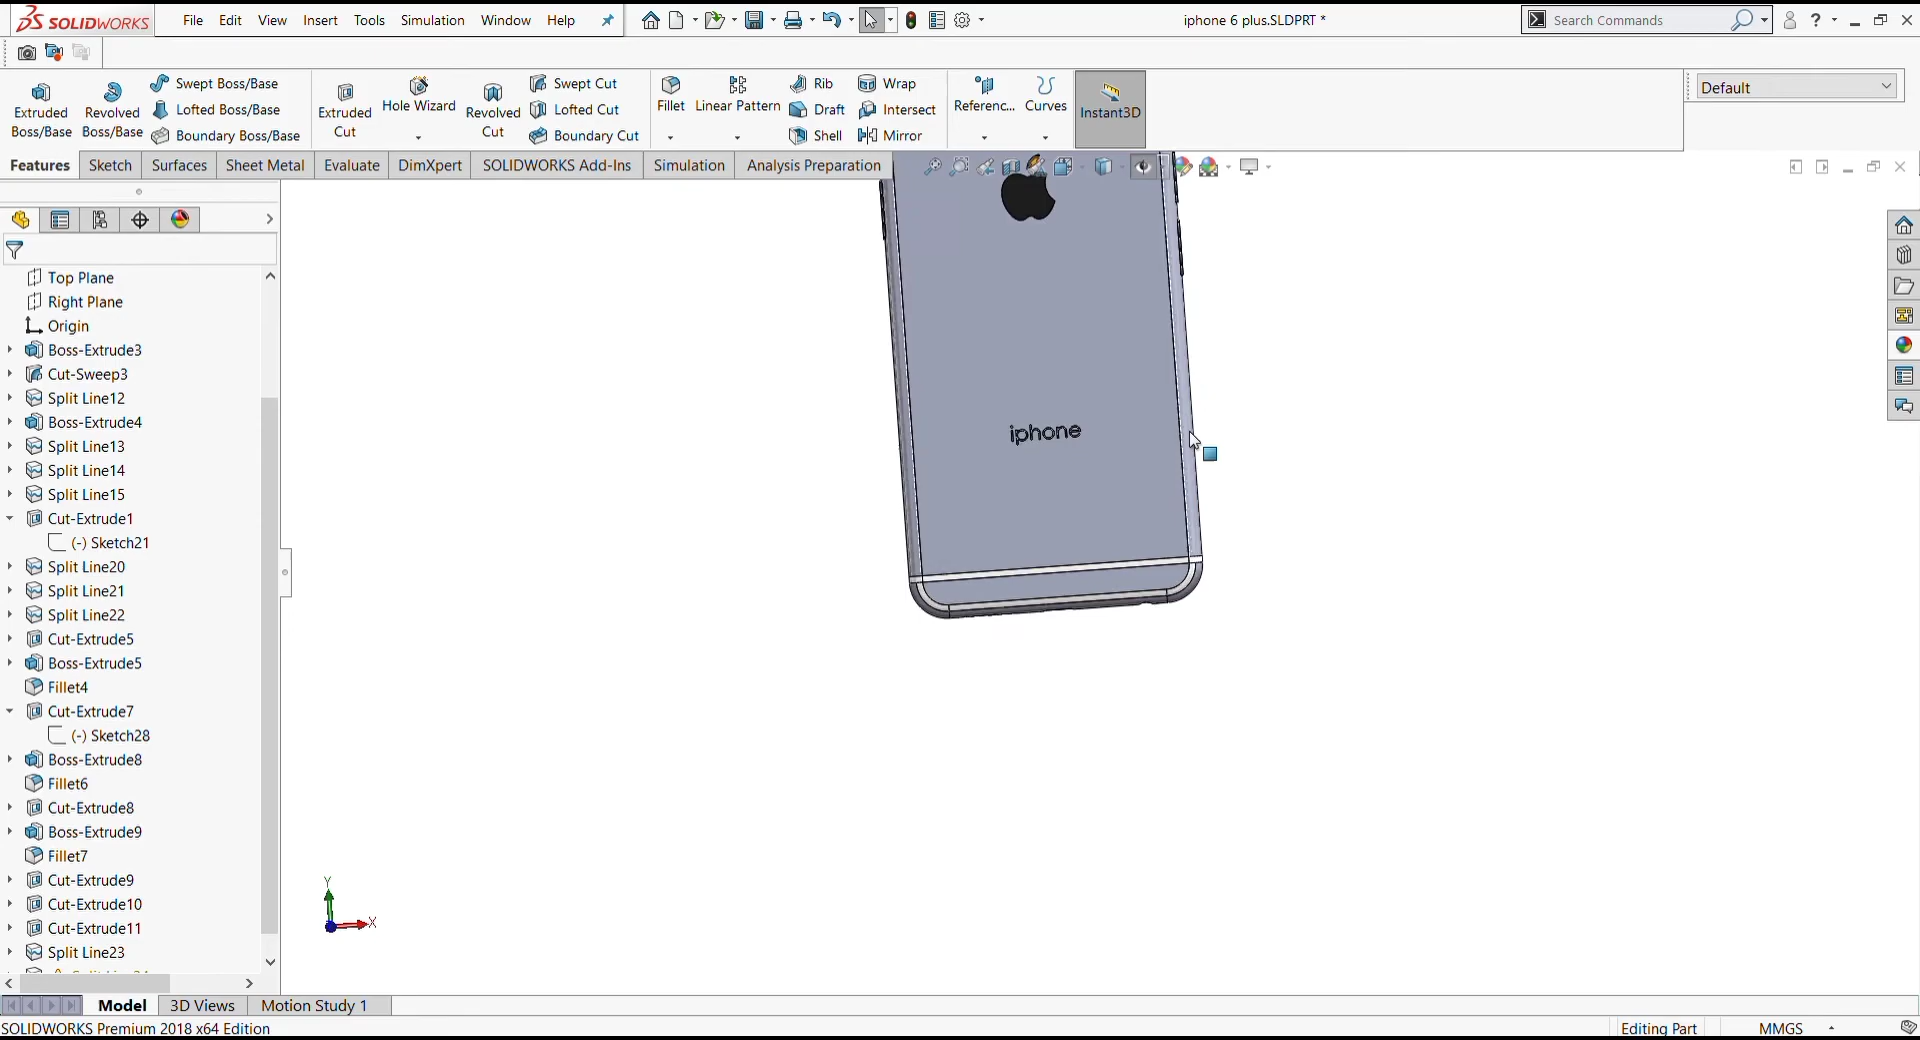 SOLIDWORKS File Edit View Insert Tools Simulation Window Help iphone 6 plus.SLDPRT * Search Commands ?
Extruded Boss/Base
Revolved Boss/Base
Swept Boss/Base
Lofted Boss/Base
Boundary Boss/Base
Extruded Cut
Hole Wizard
Revolved Cut
Swept Cut
Lofted Cut
Boundary Cut
Fillet
Linear Pattern
Rib
Draft
Shell
Wrap
Intersect
Mirror
Referenc...
Curves
Instant3D
Default
Features Sketch Surfaces Sheet Metal Evaluate DimXpert SOLIDWORKS Add-Ins Simulation Analysis Preparation
Top Plane
Right Plane
Origin
Boss-Extrude3
Cut-Sweep3
Split Line12
Boss-Extrude4
Split Line13
Split Line14
Split Line15
Cut-Extrude1
(-) Sketch21
Split Line20
Split Line21
Split Line22
Cut-Extrude5
Boss-Extrude5
Fillet4
Cut-Extrude7
(-) Sketch28
Boss-Extrude8
Fillet6
Cut-Extrude8
Boss-Extrude9
Fillet7
Cut-Extrude9
Cut-Extrude10
Cut-Extrude11
Split Line23
iphone
Y
X
Model 3D Views Motion Study 1
SOLIDWORKS Premium 2018 x64 Edition Editing Part MMGS